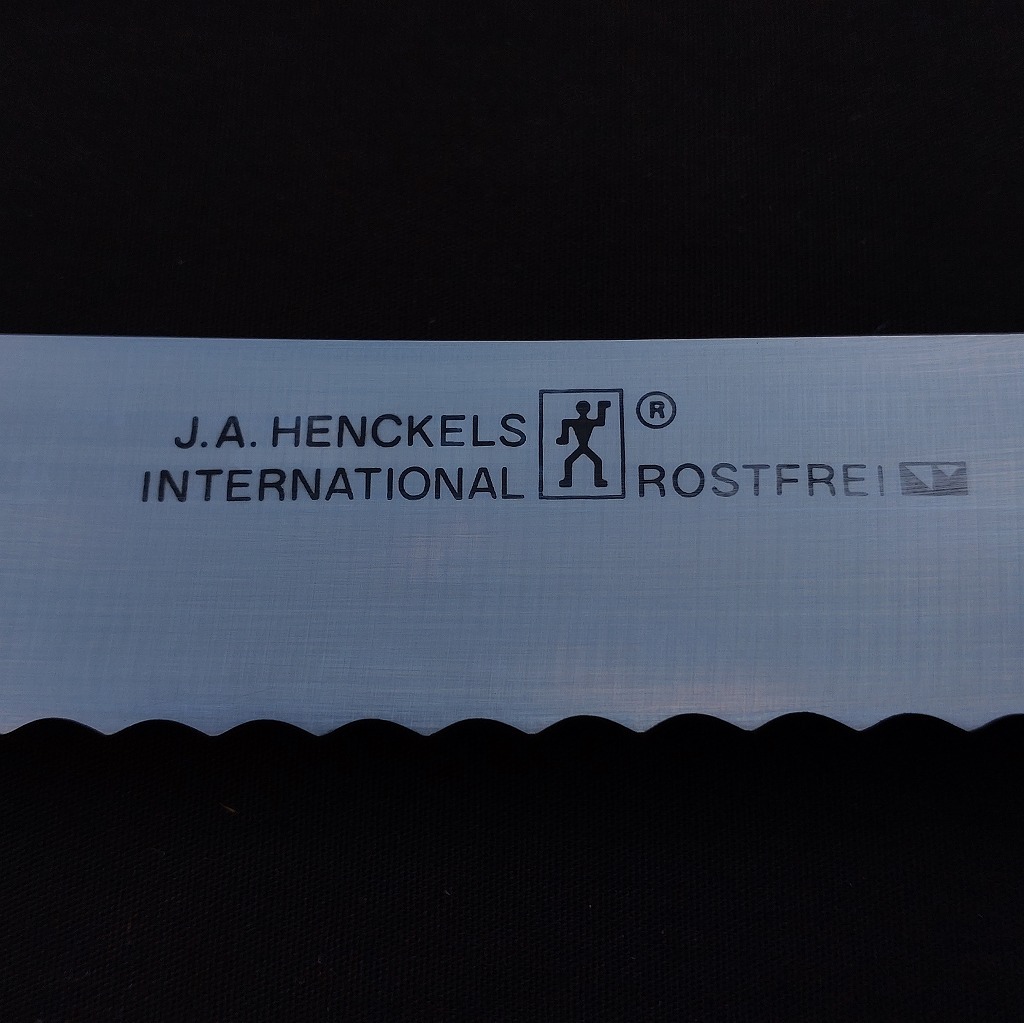 J.A. HENCKELS ®
INTERNATIONAL ROSTFREI